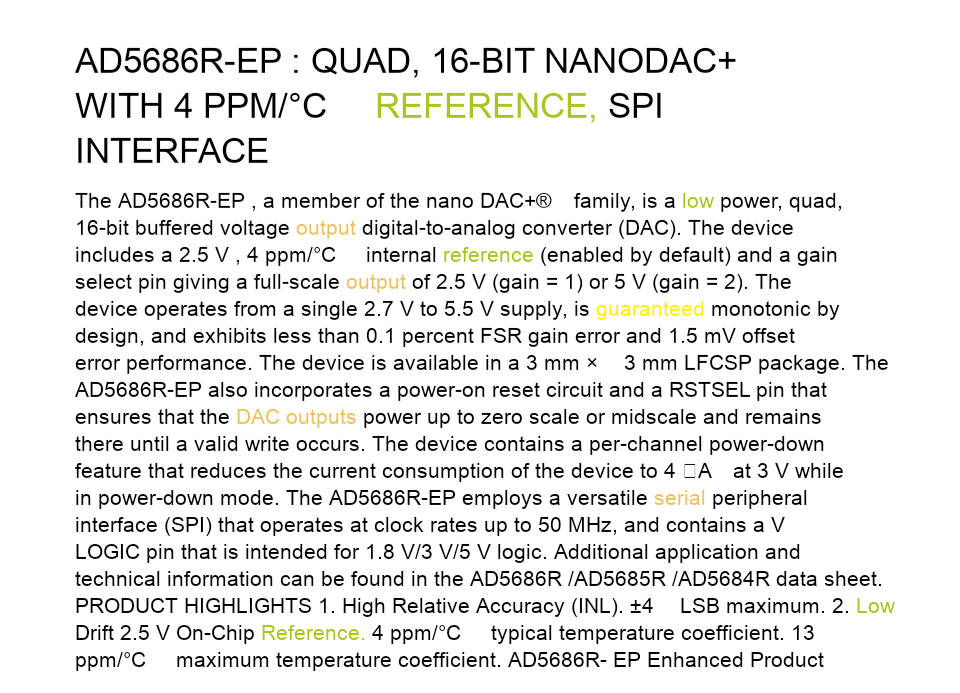 AD5686R-EP : QUAD, 16-BIT NANODAC+
WITH 4 PPM/°C REFERENCE, SPI
INTERFACE
The AD5686R-EP , a member of the nano DAC+® family, is a low power, quad,
16-bit buffered voltage output digital-to-analog converter (DAC). The device
includes a 2.5 V , 4 ppm/°C internal reference (enabled by default) and a gain
select pin giving a full-scale output of 2.5 V (gain = 1) or 5 V (gain = 2). The
device operates from a single 2.7 V to 5.5 V supply, is guaranteed monotonic by
design, and exhibits less than 0.1 percent FSR gain error and 1.5 mV offset
error performance. The device is available in a 3 mm × 3 mm LFCSP package. The
AD5686R-EP also incorporates a power-on reset circuit and a RSTSEL pin that
ensures that the DAC outputs power up to zero scale or midscale and remains
there until a valid write occurs. The device contains a per-channel power-down
feature that reduces the current consumption of the device to 4 □A at 3 V while
in power-down mode. The AD5686R-EP employs a versatile serial peripheral
interface (SPI) that operates at clock rates up to 50 MHz, and contains a V
LOGIC pin that is intended for 1.8 V/3 V/5 V logic. Additional application and
technical information can be found in the AD5686R /AD5685R /AD5684R data sheet.
PRODUCT HIGHLIGHTS 1. High Relative Accuracy (INL). ±4 LSB maximum. 2. Low
Drift 2.5 V On-Chip Reference. 4 ppm/°C typical temperature coefficient. 13
ppm/°C maximum temperature coefficient. AD5686R- EP Enhanced Product